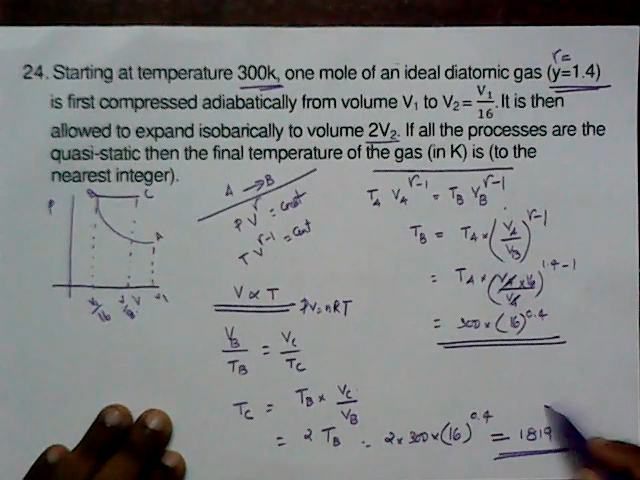 r=
24. Starting at temperature 300k, one mole of an ideal diatomic gas (y=1.4)
is first compressed adiabatically from volume V₁ to V₂ = V₁/16. It is then
allowed to expand isobarically to volume 2V₂. If all the processes are the
quasi-static then the final temperature of the gas (in K) is (to the
nearest integer).
P
B C
A
V₁/16 V₁/8 V₁
A → B
PV^r = const
TV^(r-1) = const
V ∝ T
PV = nRT
V_B/T_B = V_C/T_C
T_C = T_B × V_C/V_B
= 2 T_B = 2 × 300 × (16)^0.4 = 1819
T_A V_A^(r-1) = T_B V_B^(r-1)
T_B = T_A × (V_A/V_B)^(r-1)
= T_A × (V_A × 16/V_A)^(1.4-1)
= 300 × (16)^0.4